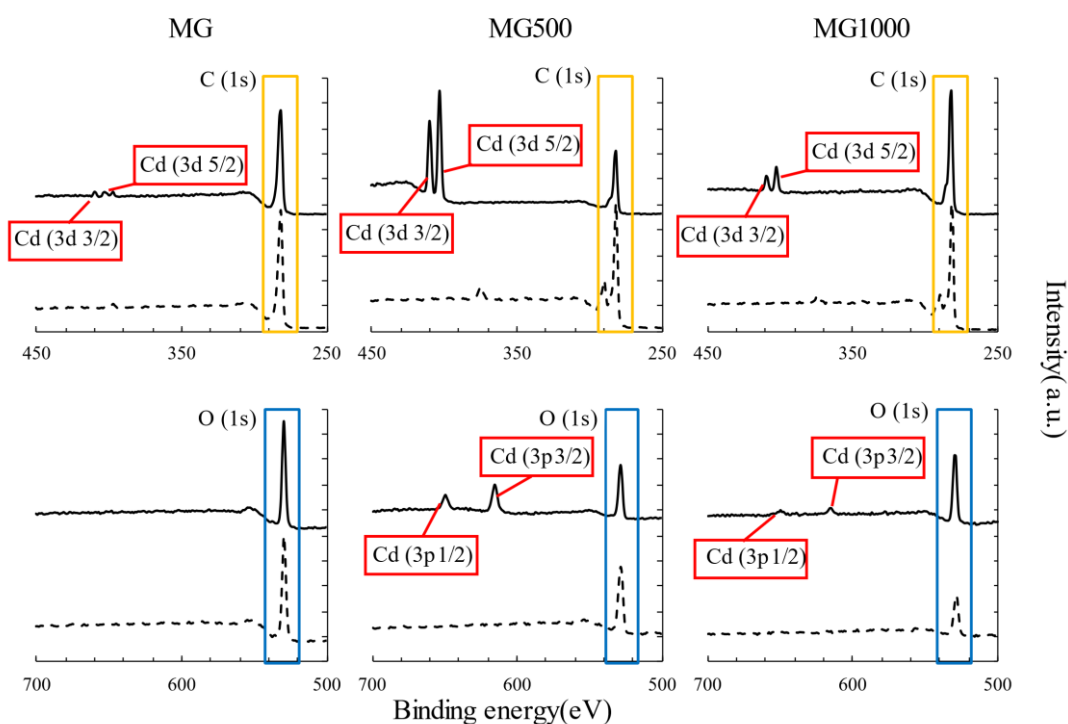 MG MG500 MG1000
C (1s) C (1s) C (1s)
Cd (3d 5/2) Cd (3d 5/2) Cd (3d 5/2)
Cd (3d 3/2) Cd (3d 3/2) Cd (3d 3/2)
450 350 250 450 350 250 450 350 250
Intensity( a.u.)
O (1s) O (1s) O (1s)
Cd (3p3/2) Cd (3p3/2)
Cd (3p1/2) Cd (3p1/2)
700 600 500 700 600 500 700 600 500
Binding energy(eV)